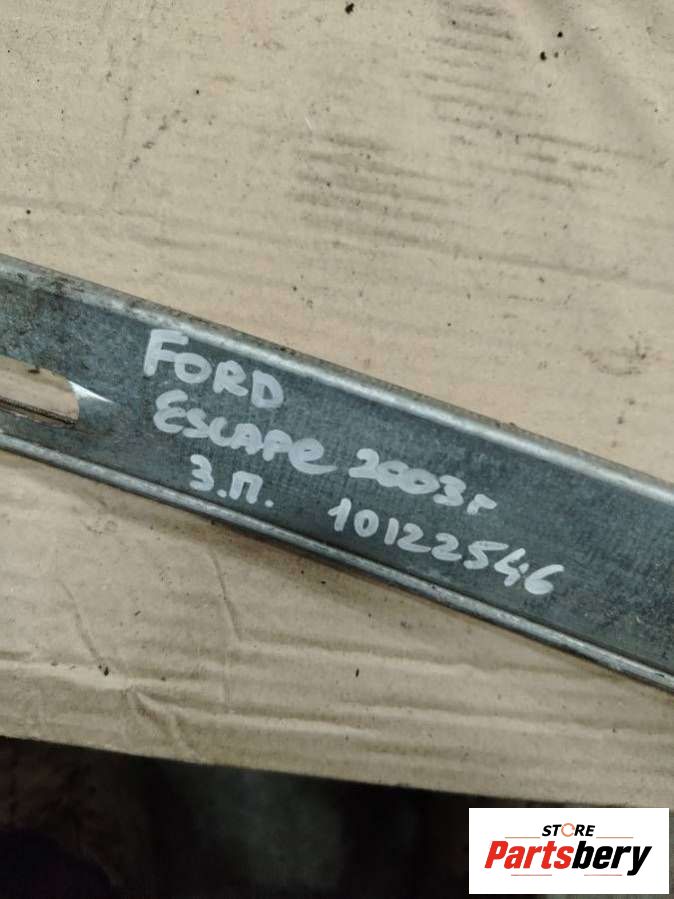 FORD
ESCAPE 2003г
З.П. 10122546
STORE
Partsbery